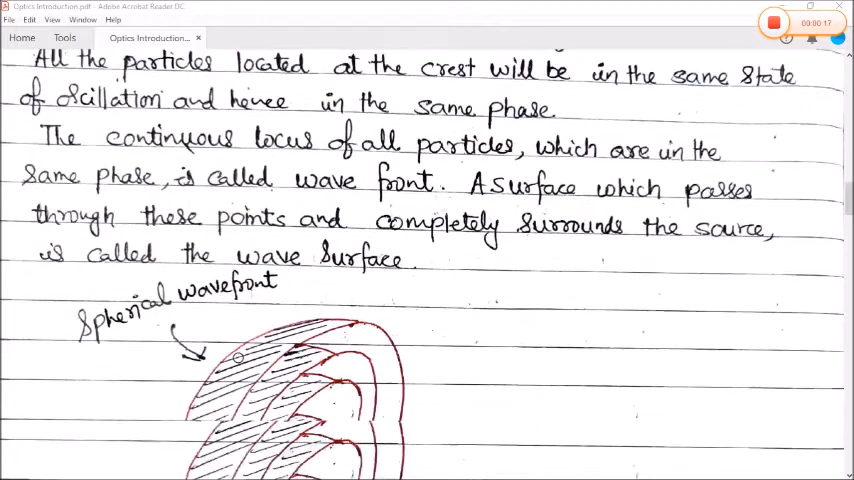 Optics Introduction.pdf - Adobe Acrobat Reader DC
File Edit View Window Help
Home Tools Optics Introduction... ×
00:00:17
All the particles located at the crest will be in the same state
of oscillation and hence in the same phase.
The continuous locus of all particles, which are in the
same phase, is called wave front. A surface which passes
through these points and completely surrounds the source,
is called the wave surface.
Spherical wavefront